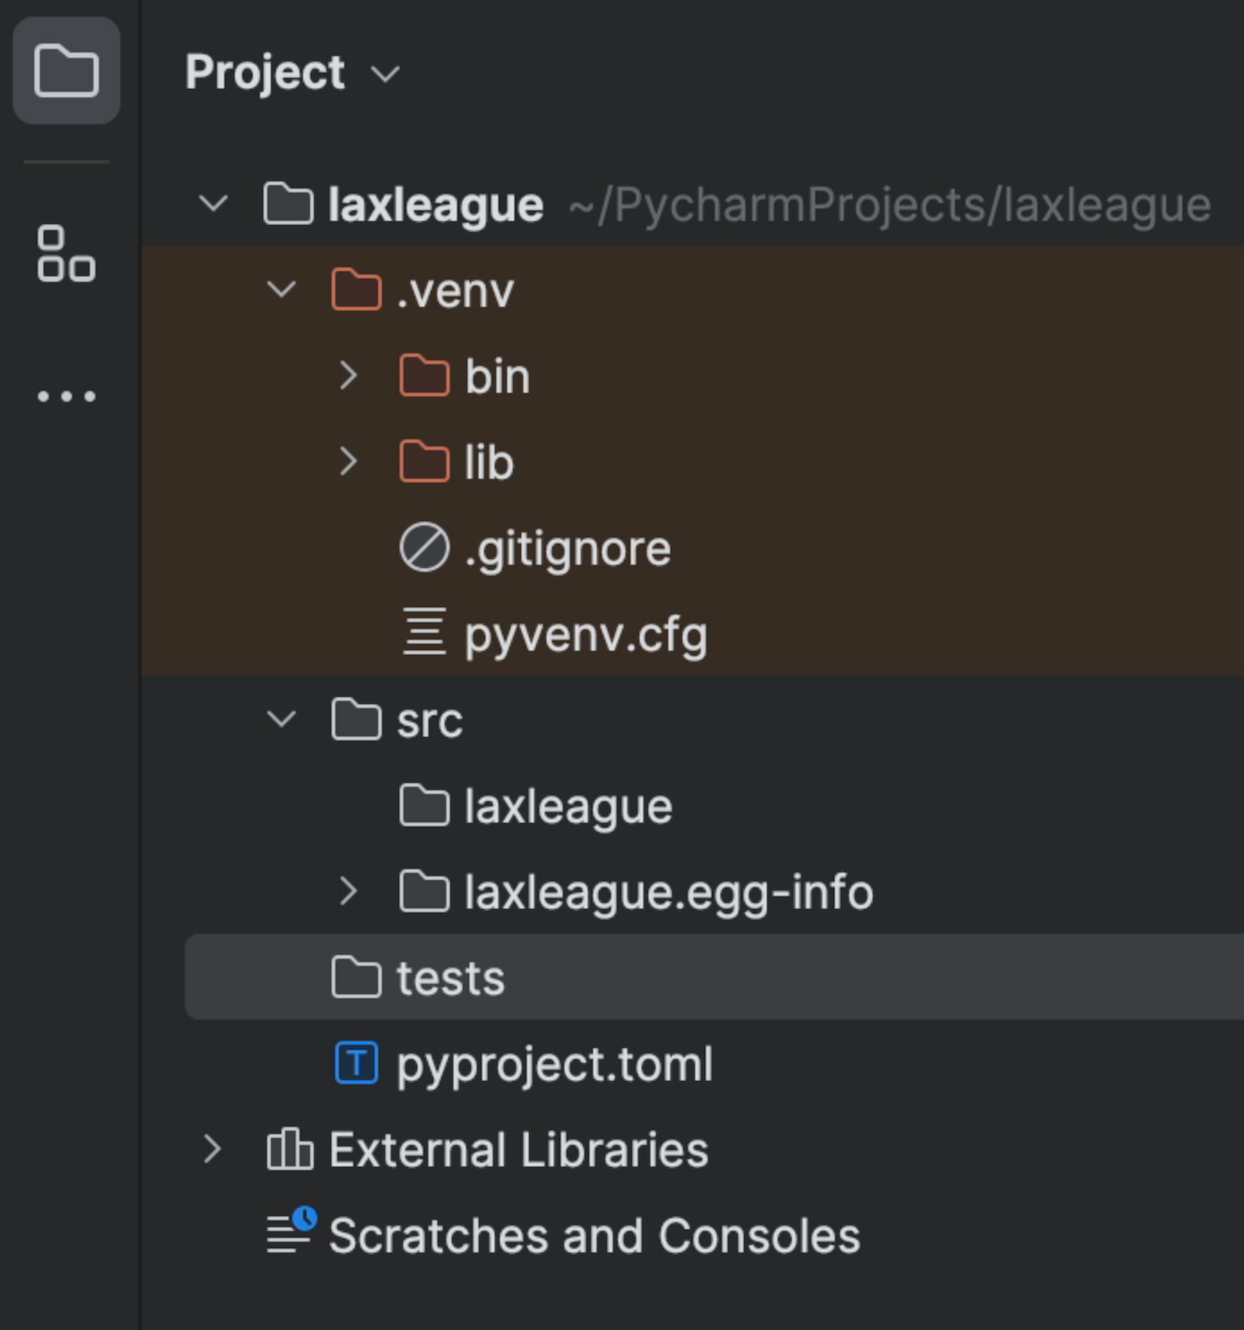 Project
laxleague ~/PycharmProjects/laxleague
.venv
bin
lib
.gitignore
pyvenv.cfg
src
laxleague
laxleague.egg-info
tests
T pyproject.toml
External Libraries
Scratches and Consoles